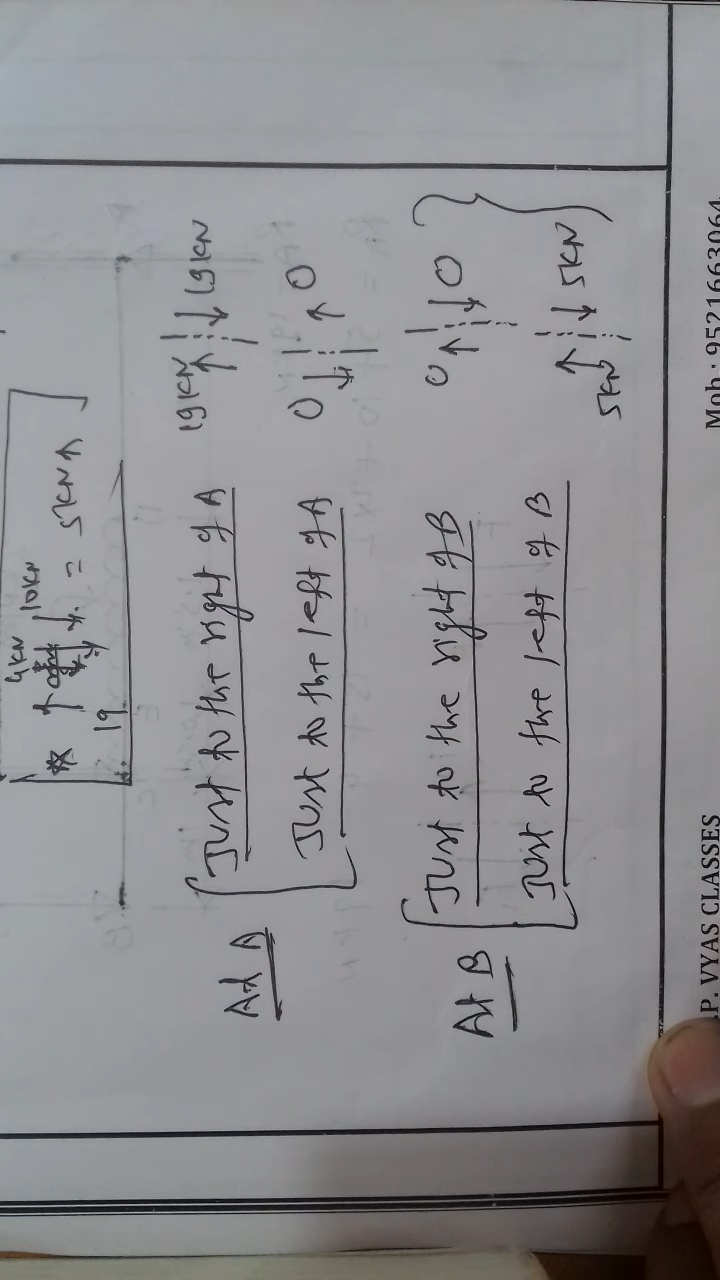 4KN 10KN
* ↑ ↓ = 5KN↑
19
At A
Just to the right of A 19KN ↑ ↓ 19KN
Just to the left of A 0 ↓ ↑ 0
At B
Just to the right of B 0 ↑ ↓ 0
Just to the left of B 5KN ↑ ↓ 5KN
.P. VYAS CLASSES Mob : 9521663064